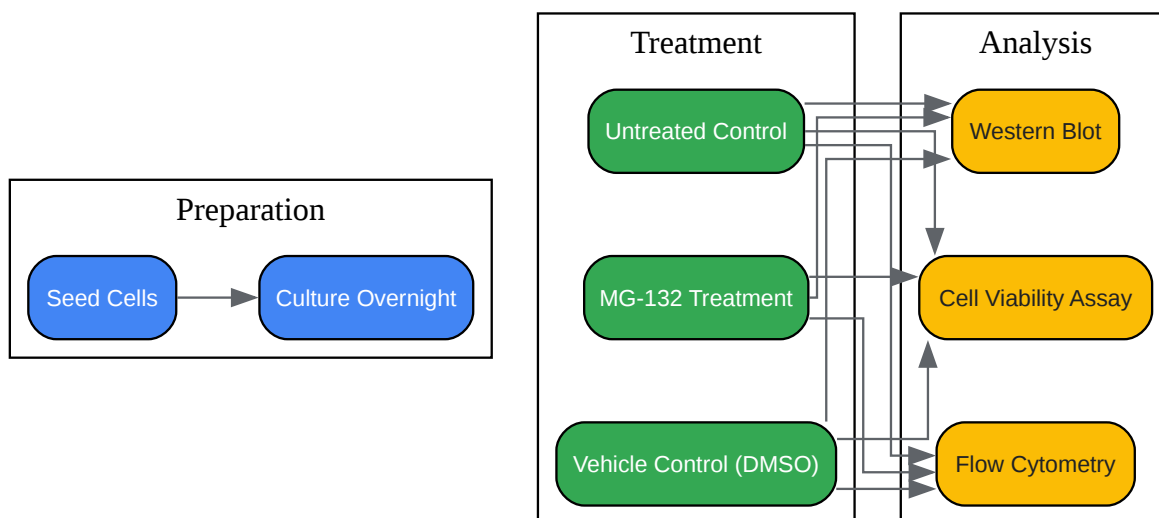 Preparation
Seed Cells
Culture Overnight
Treatment
Untreated Control
MG-132 Treatment
Vehicle Control (DMSO)
Analysis
Western Blot
Cell Viability Assay
Flow Cytometry